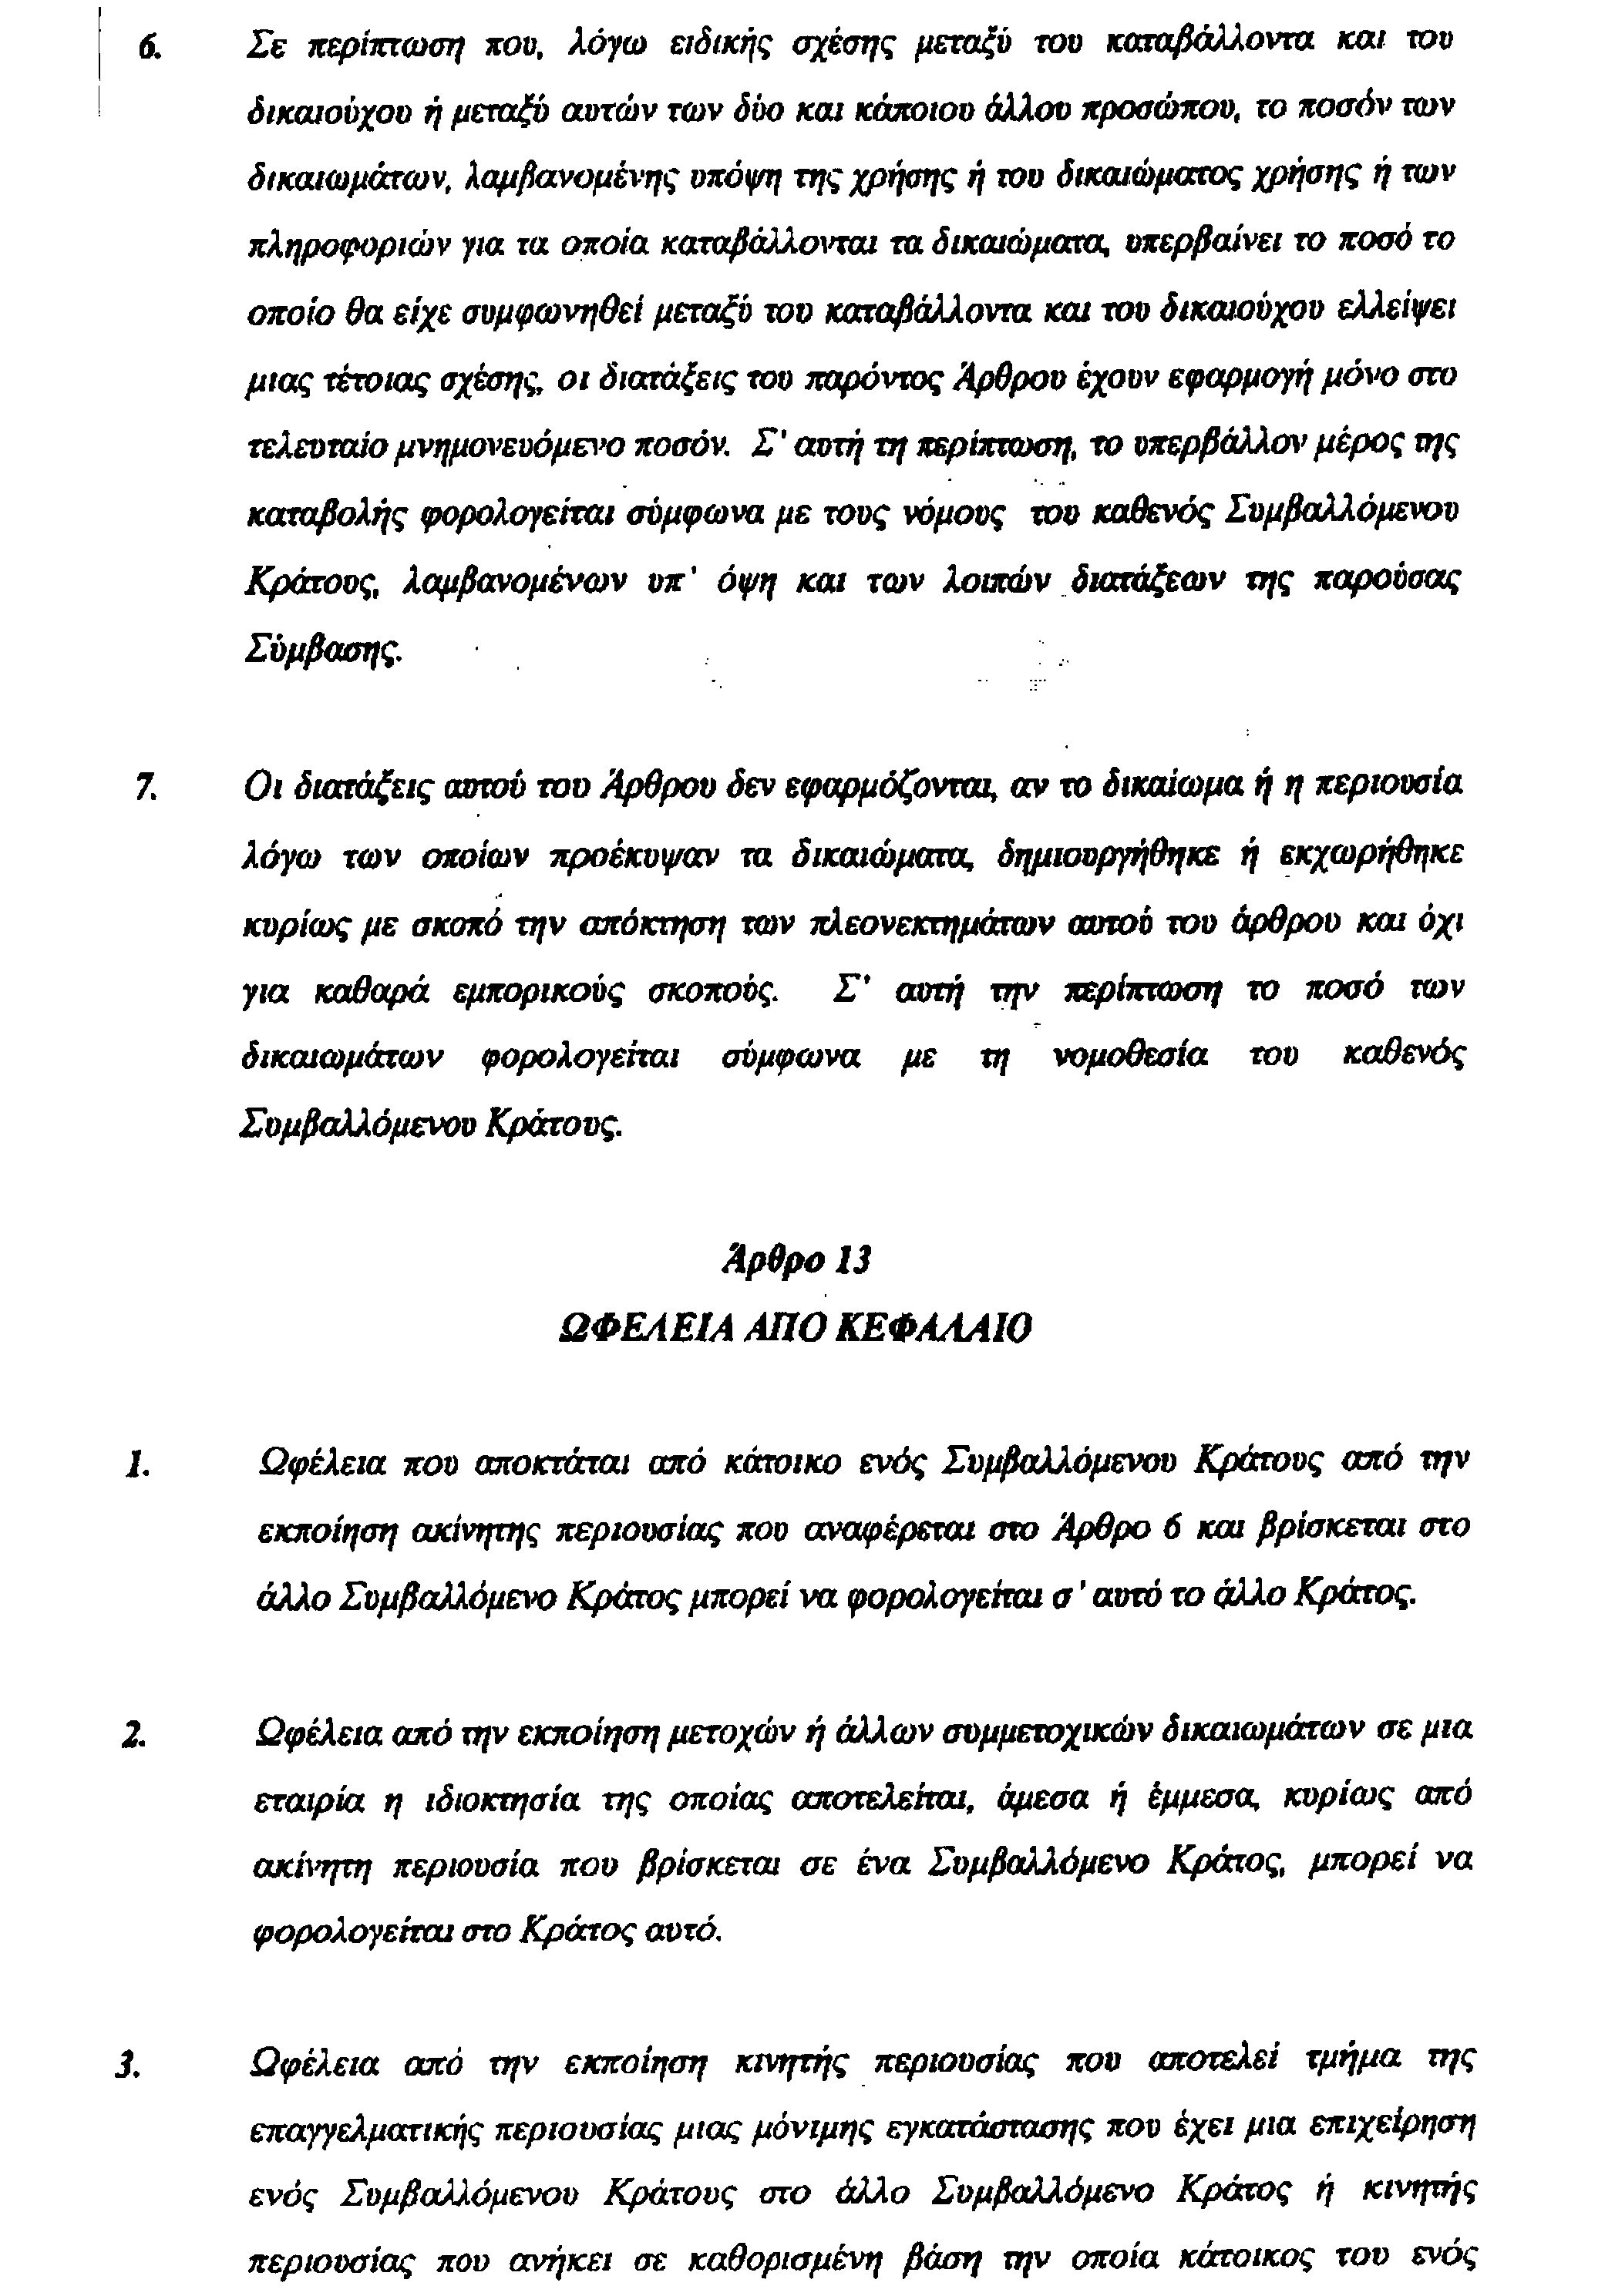 6. Σε περίπτωση που, λόγω ειδικής σχέσης μεταξύ του καταβάλλοντα και του
δικαιούχου ή μεταξύ αυτών των δύο και κάποιου άλλου προσώπου, το ποσόν των
δικαιωμάτων, λαμβανομένης υπόψη της χρήσης ή του δικαιώματος χρήσης ή των
πληροφοριών για τα οποία καταβάλλονται τα δικαιώματα, υπερβαίνει το ποσό το
οποίο θα είχε συμφωνηθεί μεταξύ του καταβάλλοντα και του δικαιούχου ελλείψει
μιας τέτοιας σχέσης, οι διατάξεις του παρόντος Άρθρου έχουν εφαρμογή μόνο στο
τελευταίο μνημονευόμενο ποσόν. Σ' αυτή τη περίπτωση, το υπερβάλλον μέρος της
καταβολής φορολογείται σύμφωνα με τους νόμους του καθενός Συμβαλλόμενου
Κράτους, λαμβανομένων υπ' όψη και των λοιπών διατάξεων της παρούσας
Σύμβασης.
7. Οι διατάξεις αυτού του Άρθρου δεν εφαρμόζονται, αν το δικαίωμα ή η περιουσία
λόγω των οποίων προέκυψαν τα δικαιώματα, δημιουργήθηκε ή εκχωρήθηκε
κυρίως με σκοπό την απόκτηση των πλεονεκτημάτων αυτού του άρθρου και όχι
για καθαρά εμπορικούς σκοπούς. Σ' αυτή την περίπτωση το ποσό των
δικαιωμάτων φορολογείται σύμφωνα με τη νομοθεσία του καθενός
Συμβαλλόμενου Κράτους.
Άρθρο 13
ΩΦΕΛΕΙΑ ΑΠΟ ΚΕΦΑΛΑΙΟ
1. Ωφέλεια που αποκτάται από κάτοικο ενός Συμβαλλόμενου Κράτους από την
εκποίηση ακίνητης περιουσίας που αναφέρεται στο Άρθρο 6 και βρίσκεται στο
άλλο Συμβαλλόμενο Κράτος μπορεί να φορολογείται σ' αυτό το άλλο Κράτος.
2. Ωφέλεια από την εκποίηση μετοχών ή άλλων συμμετοχικών δικαιωμάτων σε μια
εταιρία η ιδιοκτησία της οποίας αποτελείται, άμεσα ή έμμεσα, κυρίως από
ακίνητη περιουσία που βρίσκεται σε ένα Συμβαλλόμενο Κράτος, μπορεί να
φορολογείται στο Κράτος αυτό.
3. Ωφέλεια από την εκποίηση κινητής περιουσίας που αποτελεί τμήμα της
επαγγελματικής περιουσίας μιας μόνιμης εγκατάστασης που έχει μια επιχείρηση
ενός Συμβαλλόμενου Κράτους στο άλλο Συμβαλλόμενο Κράτος ή κινητής
περιουσίας που ανήκει σε καθορισμένη βάση την οποία κάτοικος του ενός